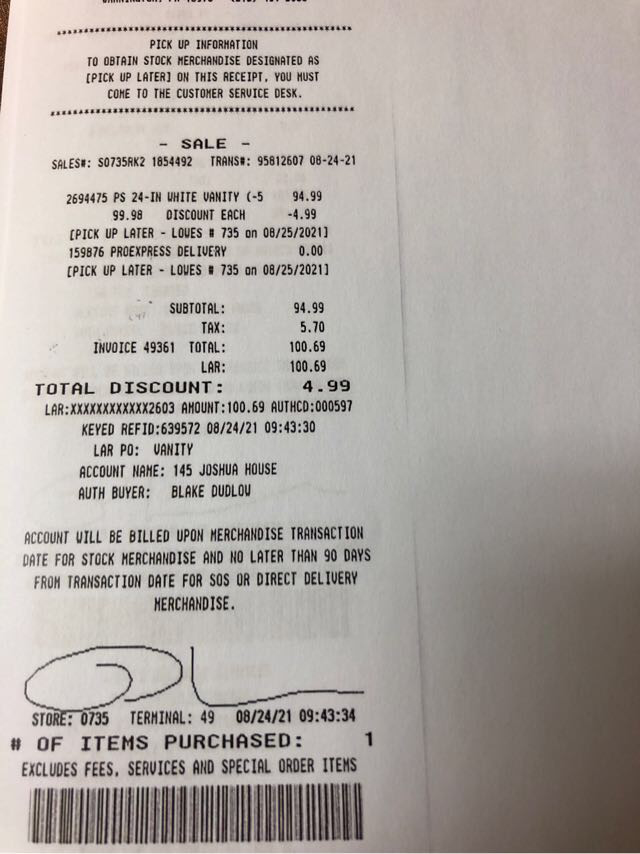 PICK UP INFORMATION
TO OBTAIN STOCK MERCHANDISE DESIGNATED AS
[PICK UP LATER] ON THIS RECEIPT, YOU MUST
COME TO THE CUSTOMER SERVICE DESK.
- SALE -
SALES#: S0735RK2 1854492 TRANS#: 95812607 08-24-21
2694475 PS 24-IN WHITE VANITY (-5 94.99
99.98 DISCOUNT EACH -4.99
[PICK UP LATER - LOWES # 735 on 08/25/2021]
159876 PROEXPRESS DELIVERY 0.00
[PICK UP LATER - LOWES # 735 on 08/25/2021]
SUBTOTAL: 94.99
TAX: 5.70
INVOICE 49361 TOTAL: 100.69
LAR: 100.69
TOTAL DISCOUNT: 4.99
LAR:XXXXXXXXXXXX2603 AMOUNT:100.69 AUTHCD:000597
KEYED REFID:639572 08/24/21 09:43:30
LAR PO: VANITY
ACCOUNT NAME: 145 JOSHUA HOUSE
AUTH BUYER: BLAKE DUDLOW
ACCOUNT WILL BE BILLED UPON MERCHANDISE TRANSACTION
DATE FOR STOCK MERCHANDISE AND NO LATER THAN 90 DAYS
FROM TRANSACTION DATE FOR SOS OR DIRECT DELIVERY
MERCHANDISE.
STORE: 0735 TERMINAL: 49 08/24/21 09:43:34
# OF ITEMS PURCHASED: 1
EXCLUDES FEES, SERVICES AND SPECIAL ORDER ITEMS